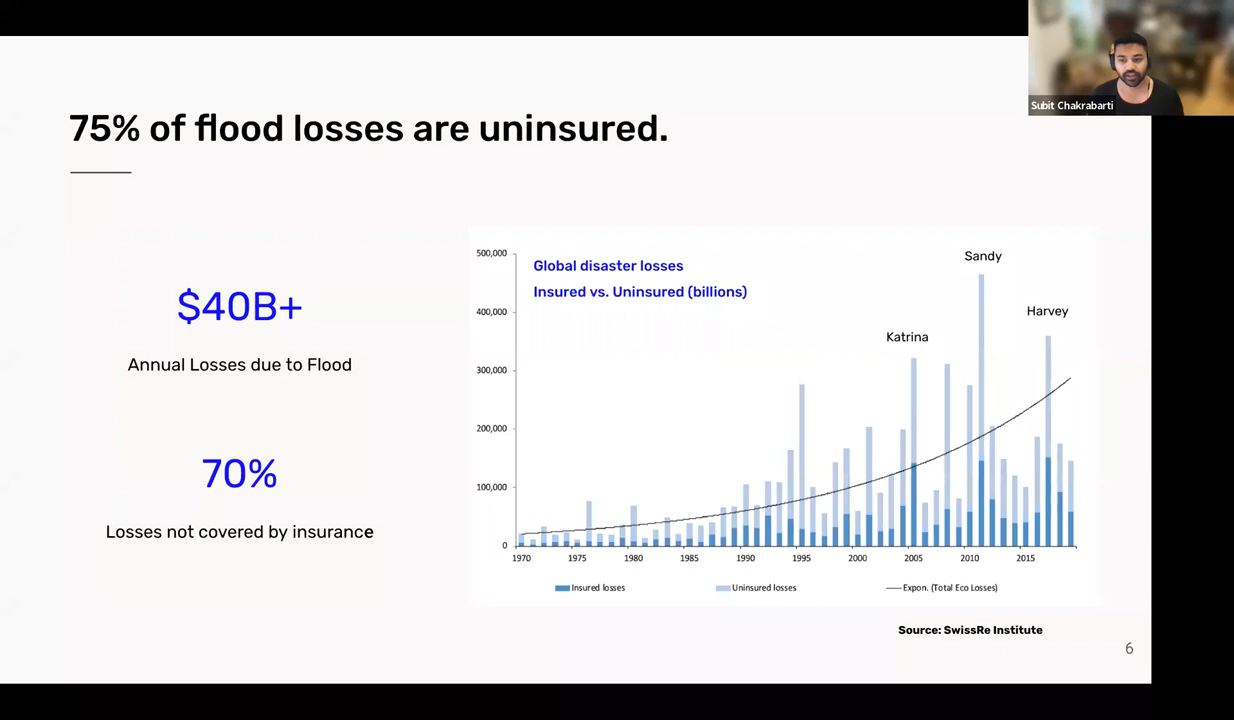 Subit Chakrabarti
75% of flood losses are uninsured.
$40B+
Annual Losses due to Flood
70%
Losses not covered by insurance
Global disaster losses
Insured vs. Uninsured (billions)
Sandy
Harvey
Katrina
500,000
400,000
300,000
200,000
100,000
0
1970 1975 1980 1985 1990 1995 2000 2005 2010 2015
Insured losses Uninsured losses Expon. (Total Eco Losses)
Source: SwissRe Institute
6